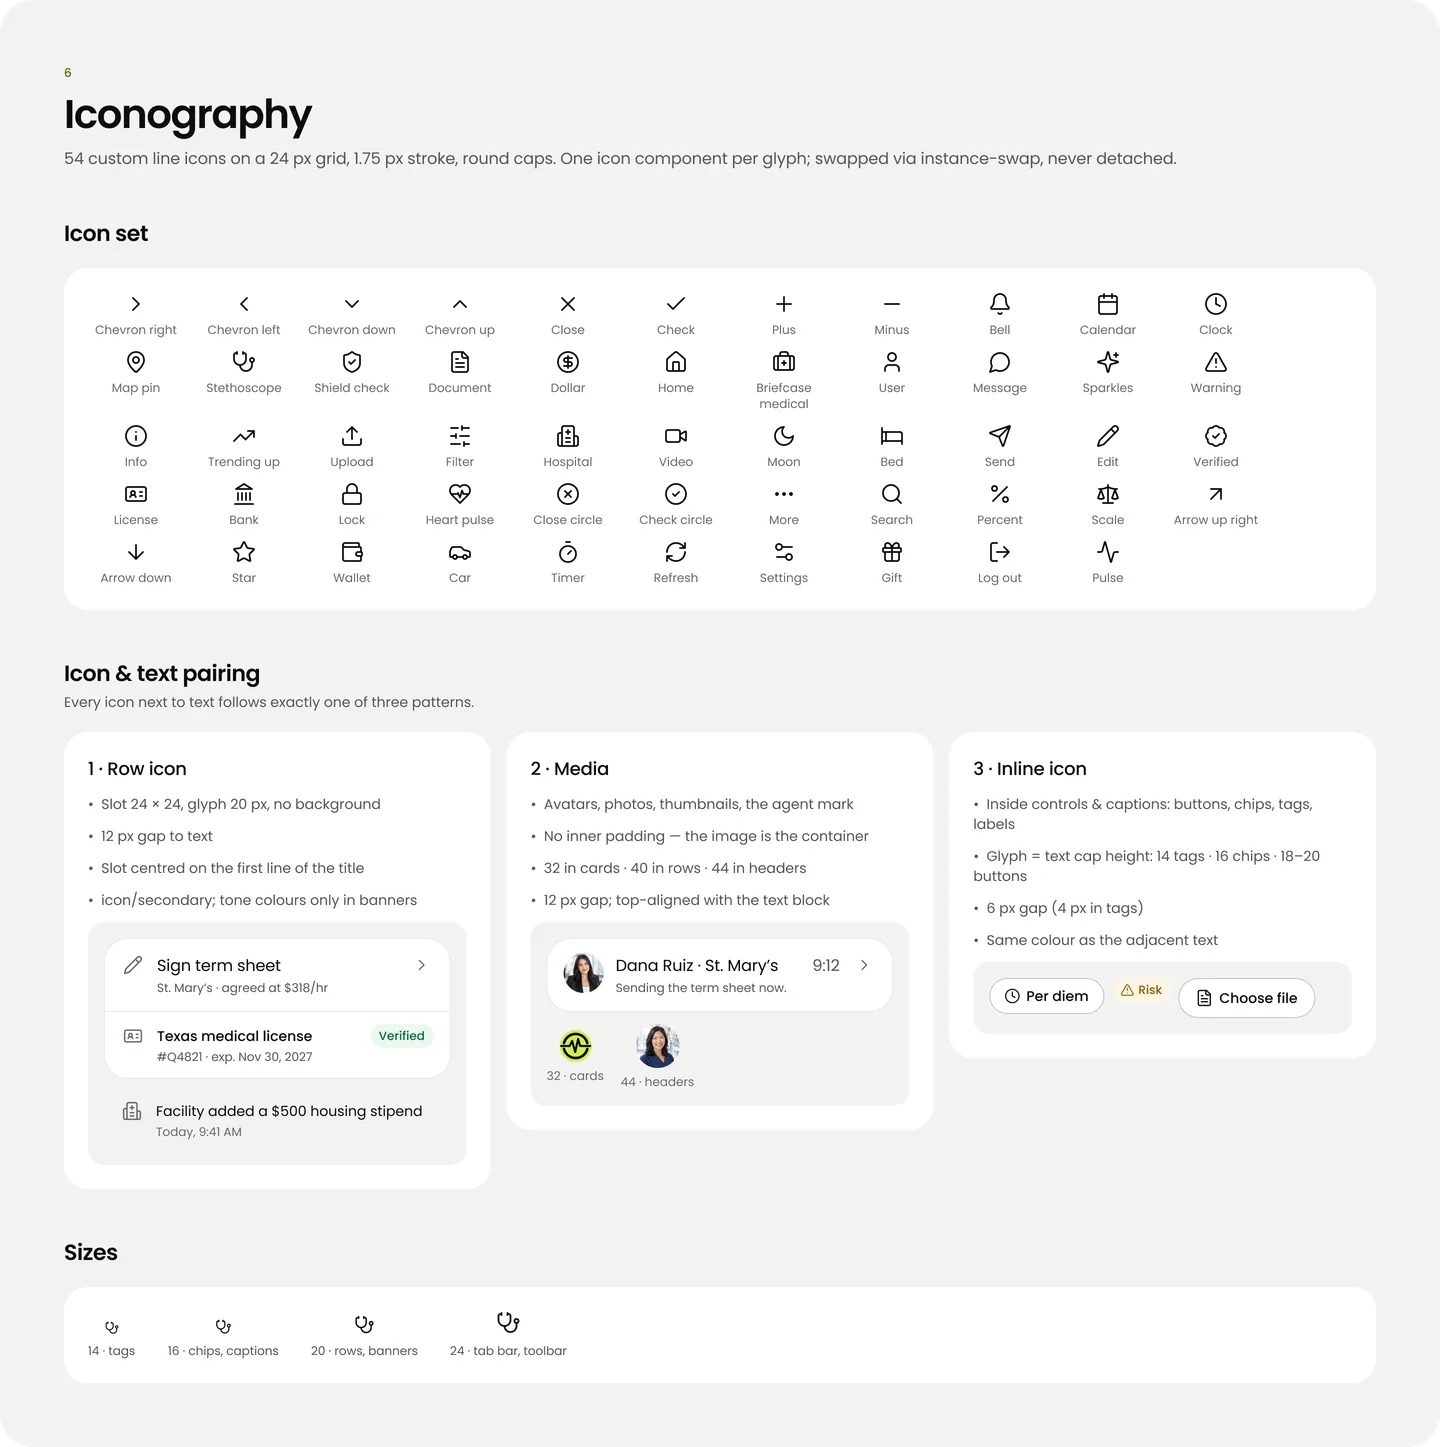 6
Iconography
54 custom line icons on a 24 px grid, 1.75 px stroke, round caps. One icon component per glyph; swapped via instance-swap, never detached.
Icon set
Chevron right Chevron left Chevron down Chevron up Close Check Plus Minus Bell Calendar Clock
Map pin Stethoscope Shield check Document Dollar Home Briefcase medical User Message Sparkles Warning
Info Trending up Upload Filter Hospital Video Moon Bed Send Edit Verified
License Bank Lock Heart pulse Close circle Check circle More Search Percent Scale Arrow up right
Arrow down Star Wallet Car Timer Refresh Settings Gift Log out Pulse
Icon & text pairing
Every icon next to text follows exactly one of three patterns.
1 · Row icon
• Slot 24 × 24, glyph 20 px, no background
• 12 px gap to text
• Slot centred on the first line of the title
• icon/secondary; tone colours only in banners
Sign term sheet
St. Mary’s · agreed at $318/hr
Texas medical license Verified
#Q4821 · exp. Nov 30, 2027
Facility added a $500 housing stipend
Today, 9:41 AM
2 · Media
• Avatars, photos, thumbnails, the agent mark
• No inner padding — the image is the container
• 32 in cards · 40 in rows · 44 in headers
• 12 px gap; top-aligned with the text block
Dana Ruiz · St. Mary’s 9:12
Sending the term sheet now.
32 · cards
44 · headers
3 · Inline icon
• Inside controls & captions: buttons, chips, tags,
labels
• Glyph = text cap height: 14 tags · 16 chips · 18–20
buttons
• 6 px gap (4 px in tags)
• Same colour as the adjacent text
Per diem Risk Choose file
Sizes
14 · tags 16 · chips, captions 20 · rows, banners 24 · tab bar, toolbar